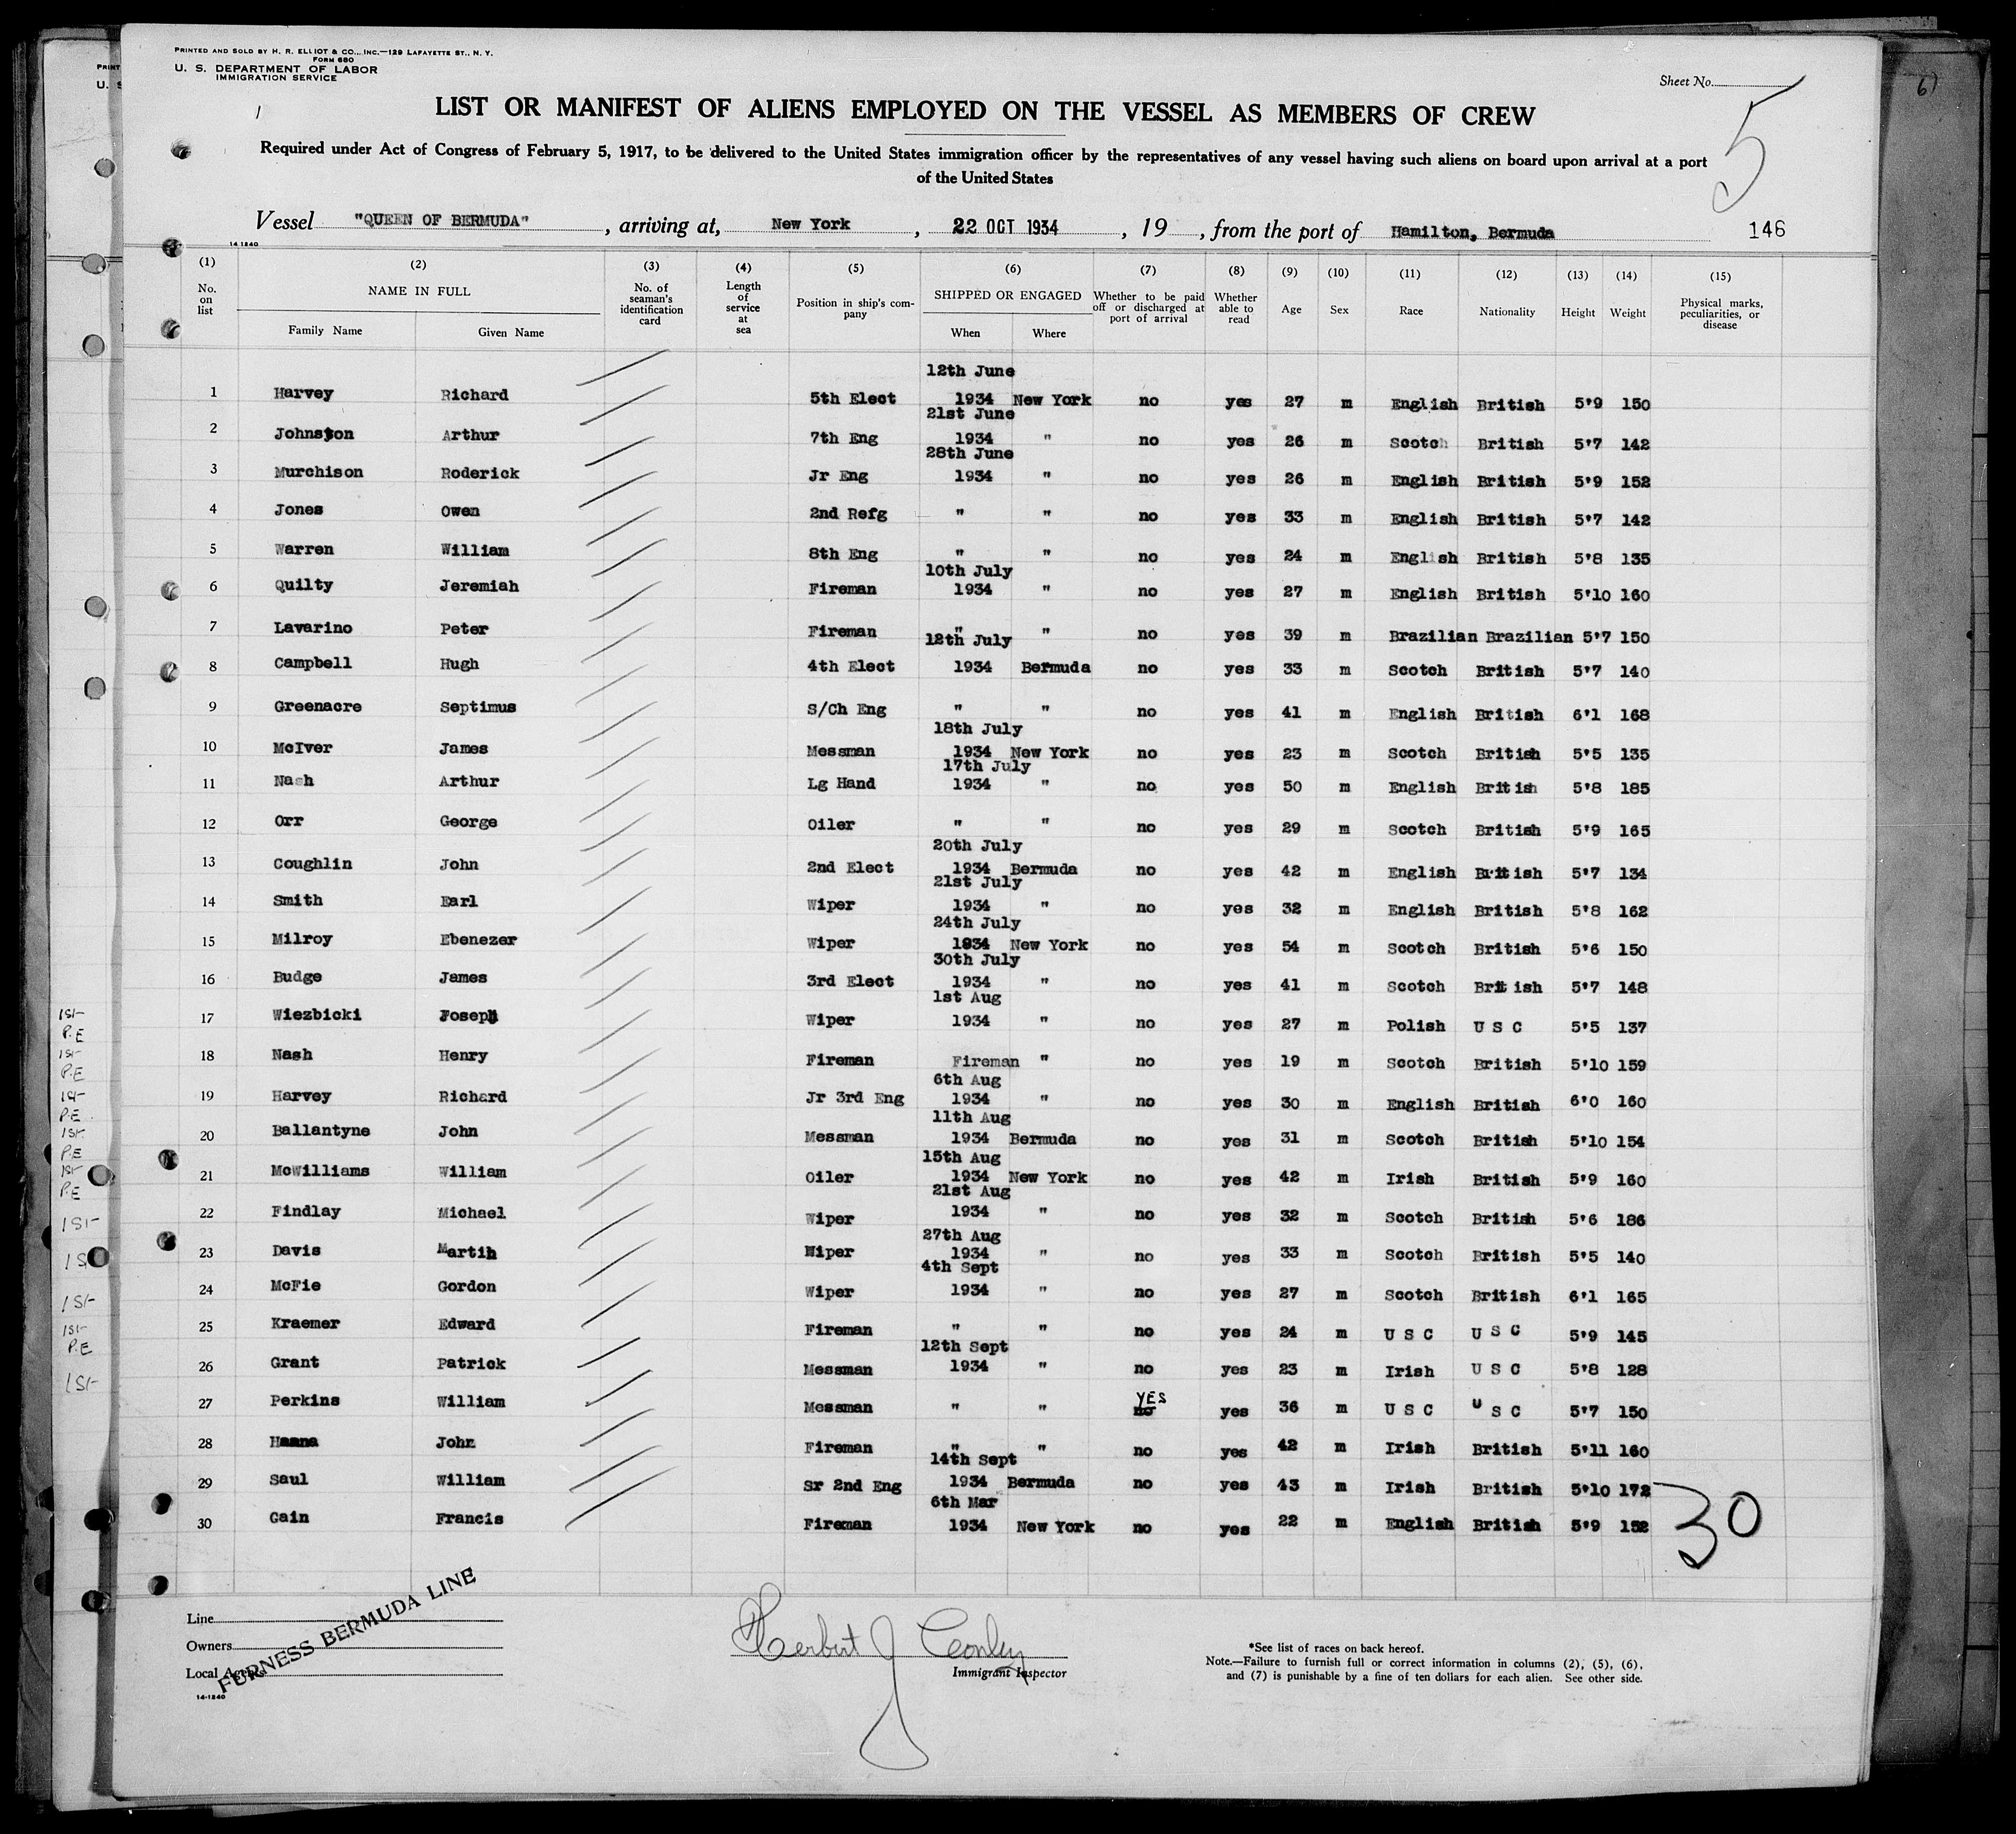 PRINTED AND SOLD BY H. R. ELLIOT & CO., INC.—129 LAFAYETTE ST., N. Y.
FORM 680
U. S. DEPARTMENT OF LABOR
IMMIGRATION SERVICE
Sheet No.
5
LIST OR MANIFEST OF ALIENS EMPLOYED ON THE VESSEL AS MEMBERS OF CREW
Required under Act of Congress of February 5, 1917, to be delivered to the United States immigration officer by the representatives of any vessel having such aliens on board upon arrival at a port
of the United States
Vessel "QUEEN OF BERMUDA", arriving at, New York, 22 OCT 1934, 19, from the port of Hamilton, Bermuda 146
14 1240
(1) (2) (3) (4) (5) (6) (7) (8) (9) (10) (11) (12) (13) (14) (15)
No. on list NAME IN FULL No. of seaman's identification card Length of service at sea Position in ship's company SHIPPED OR ENGAGED Whether to be paid off or discharged at port of arrival Whether able to read Age Sex Race Nationality Height Weight Physical marks, peculiarities, or disease
Family Name Given Name When Where
12th June
1 Harvey Richard 5th Elect 1934 New York no yes 27 m English British 5'9 150
21st June
2 Johnston Arthur 7th Eng 1934 " no yes 26 m Scotch British 5'7 142
28th June
3 Murchison Roderick Jr Eng 1934 " no yes 26 m English British 5'9 152
4 Jones Owen 2nd Refg " " no yes 33 m English British 5'7 142
5 Warren William 8th Eng " " no yes 24 m English British 5'8 135
10th July
6 Quilty Jeremiah Fireman 1934 " no yes 27 m English British 5'10 160
7 Lavarino Peter Fireman " " no yes 39 m Brazilian Brazilian 5'7 150
12th July
8 Campbell Hugh 4th Elect 1934 Bermuda no yes 33 m Scotch British 5'7 140
9 Greenacre Septimus S/Ch Eng " " no yes 41 m English British 6'1 168
18th July
10 McIver James Messman 1934 New York no yes 23 m Scotch British 5'5 135
17th July
11 Nash Arthur Lg Hand 1934 " no yes 50 m English British 5'8 185
12 Orr George Oiler " " no yes 29 m Scotch British 5'9 165
20th July
13 Coughlin John 2nd Elect 1934 Bermuda no yes 42 m English British 5'7 134
21st July
14 Smith Earl Wiper 1934 " no yes 32 m English British 5'8 162
24th July
15 Milroy Ebenezer Wiper 1934 New York no yes 54 m Scotch British 5'6 150
30th July
16 Budge James 3rd Elect 1934 " no yes 41 m Scotch British 5'7 148
1st Aug
17 Wiezbicki Joseph Wiper 1934 " no yes 27 m Polish U S C 5'5 137
18 Nash Henry Fireman Fireman " no yes 19 m Scotch British 5'10 159
6th Aug
19 Harvey Richard Jr 3rd Eng 1934 " no yes 30 m English British 6'0 160
11th Aug
20 Ballantyne John Messman 1934 Bermuda no yes 31 m Scotch British 5'10 154
15th Aug
21 McWilliams William Oiler 1934 New York no yes 42 m Irish British 5'9 160
21st Aug
22 Findlay Michael Wiper 1934 " no yes 32 m Scotch British 5'6 186
27th Aug
23 Davis Martin Wiper 1934 " no yes 33 m Scotch British 5'5 140
4th Sept
24 McFie Gordon Wiper 1934 " no yes 27 m Scotch British 6'1 165
25 Kraemer Edward Fireman " " no yes 24 m U S C U S C 5'9 145
12th Sept
26 Grant Patrick Messman 1934 " no yes 23 m Irish U S C 5'8 128
27 Perkins William Messman " " no YES yes 36 m U S C U S C 5'7 150
28 Hanna John Fireman " " no yes 42 m Irish British 5'11 160
14th Sept
29 Saul William Sr 2nd Eng 1934 Bermuda no yes 43 m Irish British 5'10 172
6th Mar
30 Gain Francis Fireman 1934 New York no yes 22 m English British 5'9 152
30
Line
Owners
Local Agents
FURNESS BERMUDA LINE
14-1240
Herbert J Conley
Immigrant Inspector
*See list of races on back hereof.
Note.—Failure to furnish full or correct information in columns (2), (5), (6),
and (7) is punishable by a fine of ten dollars for each alien. See other side.